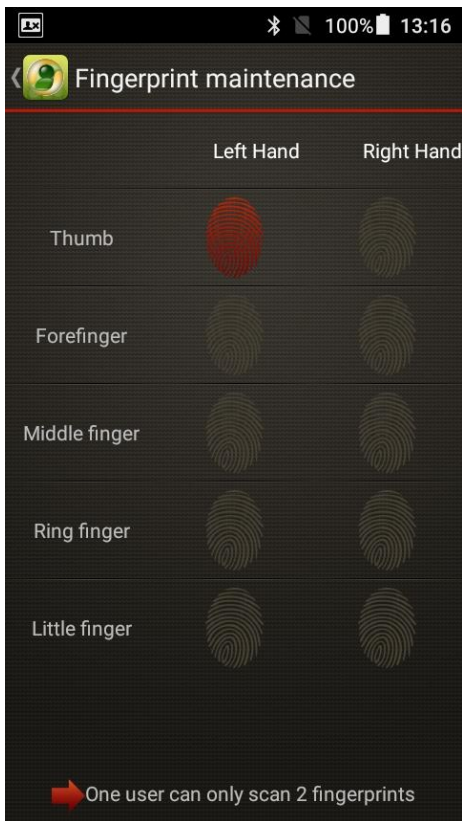 100% 13:16
Fingerprint maintenance
Left Hand Right Hand
Thumb
Forefinger
Middle finger
Ring finger
Little finger
One user can only scan 2 fingerprints